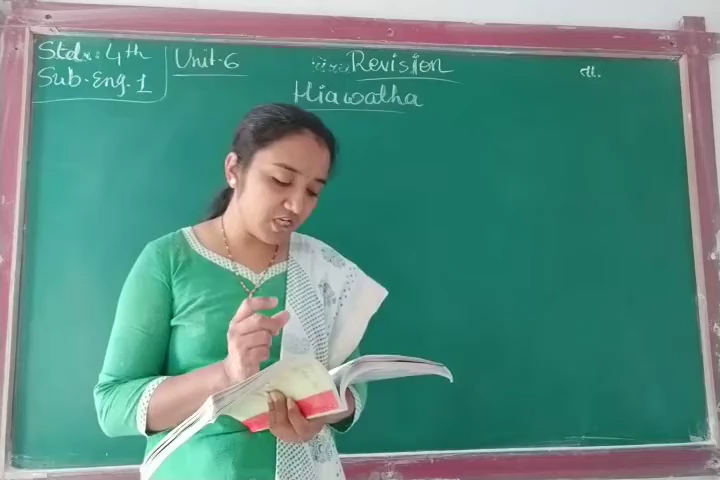 Std: 4th
Sub. Eng. 1
Unit-6
Revision
Hiawatha